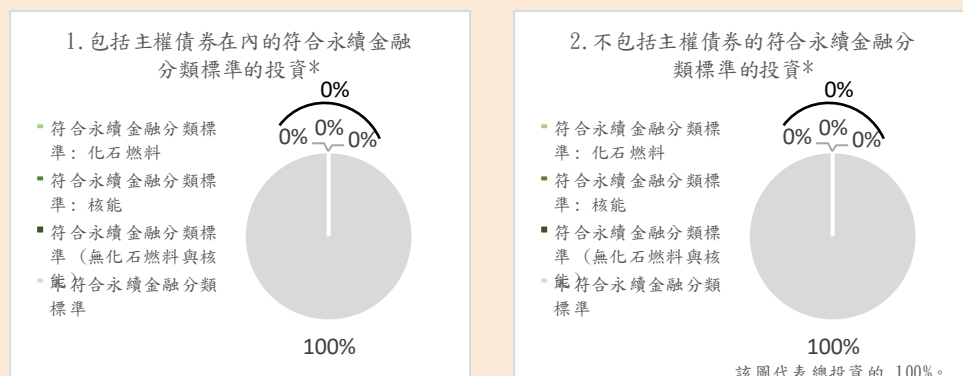 1.包括主權債券在內的符合永續金融
分類標準的投資*
0%
0% 0% 0%
符合永續金融分類標
準：化石燃料
符合永續金融分類標
準：核能
符合永續金融分類標
準（無化石燃料與核
能）
未符合永續金融分類
標準
100%
2.不包括主權債券的符合永續金融分
類標準的投資*
0%
0% 0% 0%
符合永續金融分類標
準：化石燃料
符合永續金融分類標
準：核能
符合永續金融分類標
準（無化石燃料與核
能）
未符合永續金融分類
標準
100%
該圖代表總投資的 100%。